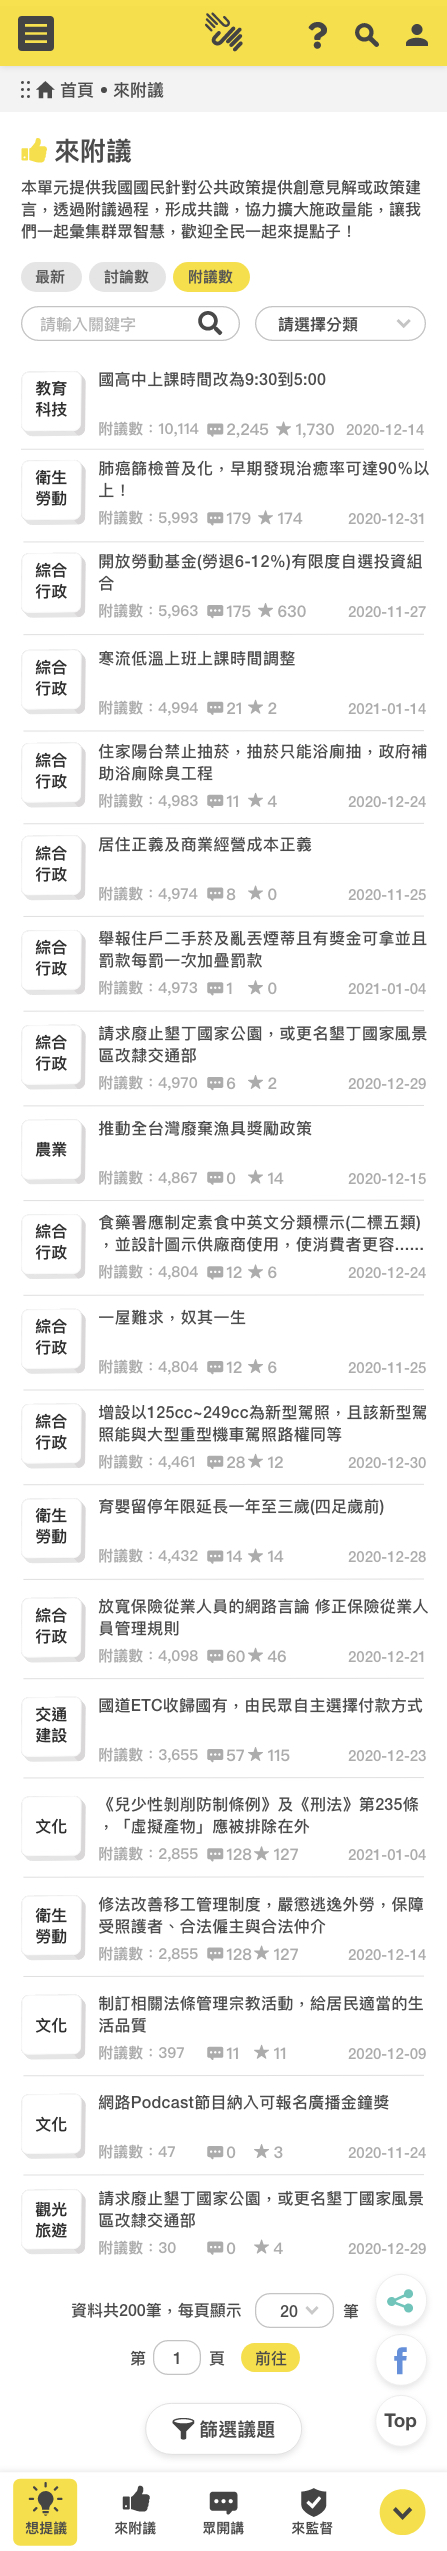 首頁 • 來附議
來附議
本單元提供我國國民針對公共政策提供創意見解或政策建
言，透過附議過程，形成共識，協力擴大施政量能，讓我
們一起彙集群眾智慧，歡迎全民一起來提點子！
最新 討論數 附議數
請輸入關鍵字 請選擇分類
教育
科技
國高中上課時間改為9:30到5:00
附議數：10,114 2,245 1,730 2020-12-14
衛生
勞動
肺癌篩檢普及化，早期發現治癒率可達90%以
上！
附議數：5,993 179 174 2020-12-31
綜合
行政
開放勞動基金(勞退6-12%)有限度自選投資組
合
附議數：5,963 175 630 2020-11-27
綜合
行政
寒流低溫上班上課時間調整
附議數：4,994 21 2 2021-01-14
綜合
行政
住家陽台禁止抽菸，抽菸只能浴廁抽，政府補
助浴廁除臭工程
附議數：4,983 11 4 2020-12-24
綜合
行政
居住正義及商業經營成本正義
附議數：4,974 8 0 2020-11-25
綜合
行政
舉報住戶二手菸及亂丟煙蒂且有獎金可拿並且
罰款每罰一次加疊罰款
附議數：4,973 1 0 2021-01-04
綜合
行政
請求廢止墾丁國家公園，或更名墾丁國家風景
區改隸交通部
附議數：4,970 6 2 2020-12-29
農業
推動全台灣廢棄漁具獎勵政策
附議數：4,867 0 14 2020-12-15
綜合
行政
食藥署應制定素食中英文分類標示(二標五類)
，並設計圖示供廠商使用，使消費者更容......
附議數：4,804 12 6 2020-12-24
綜合
行政
一屋難求，奴其一生
附議數：4,804 12 6 2020-11-25
綜合
行政
增設以125cc~249cc為新型駕照，且該新型駕
照能與大型重型機車駕照路權同等
附議數：4,461 28 12 2020-12-30
衛生
勞動
育嬰留停年限延長一年至三歲(四足歲前)
附議數：4,432 14 14 2020-12-28
綜合
行政
放寬保險從業人員的網路言論 修正保險從業人
員管理規則
附議數：4,098 60 46 2020-12-21
交通
建設
國道ETC收歸國有，由民眾自主選擇付款方式
附議數：3,655 57 115 2020-12-23
文化
《兒少性剝削防制條例》及《刑法》第235條
，「虛擬產物」應被排除在外
附議數：2,855 128 127 2021-01-04
衛生
勞動
修法改善移工管理制度，嚴懲逃逸外勞，保障
受照護者、合法僱主與合法仲介
附議數：2,855 128 127 2020-12-14
文化
制訂相關法條管理宗教活動，給居民適當的生
活品質
附議數：397 11 11 2020-12-09
文化
網路Podcast節目納入可報名廣播金鐘獎
附議數：47 0 3 2020-11-24
觀光
旅遊
請求廢止墾丁國家公園，或更名墾丁國家風景
區改隸交通部
附議數：30 0 4 2020-12-29
資料共200筆，每頁顯示 20 筆
第 1 頁 前往
Top
篩選議題
想提議 來附議 眾開講 來監督